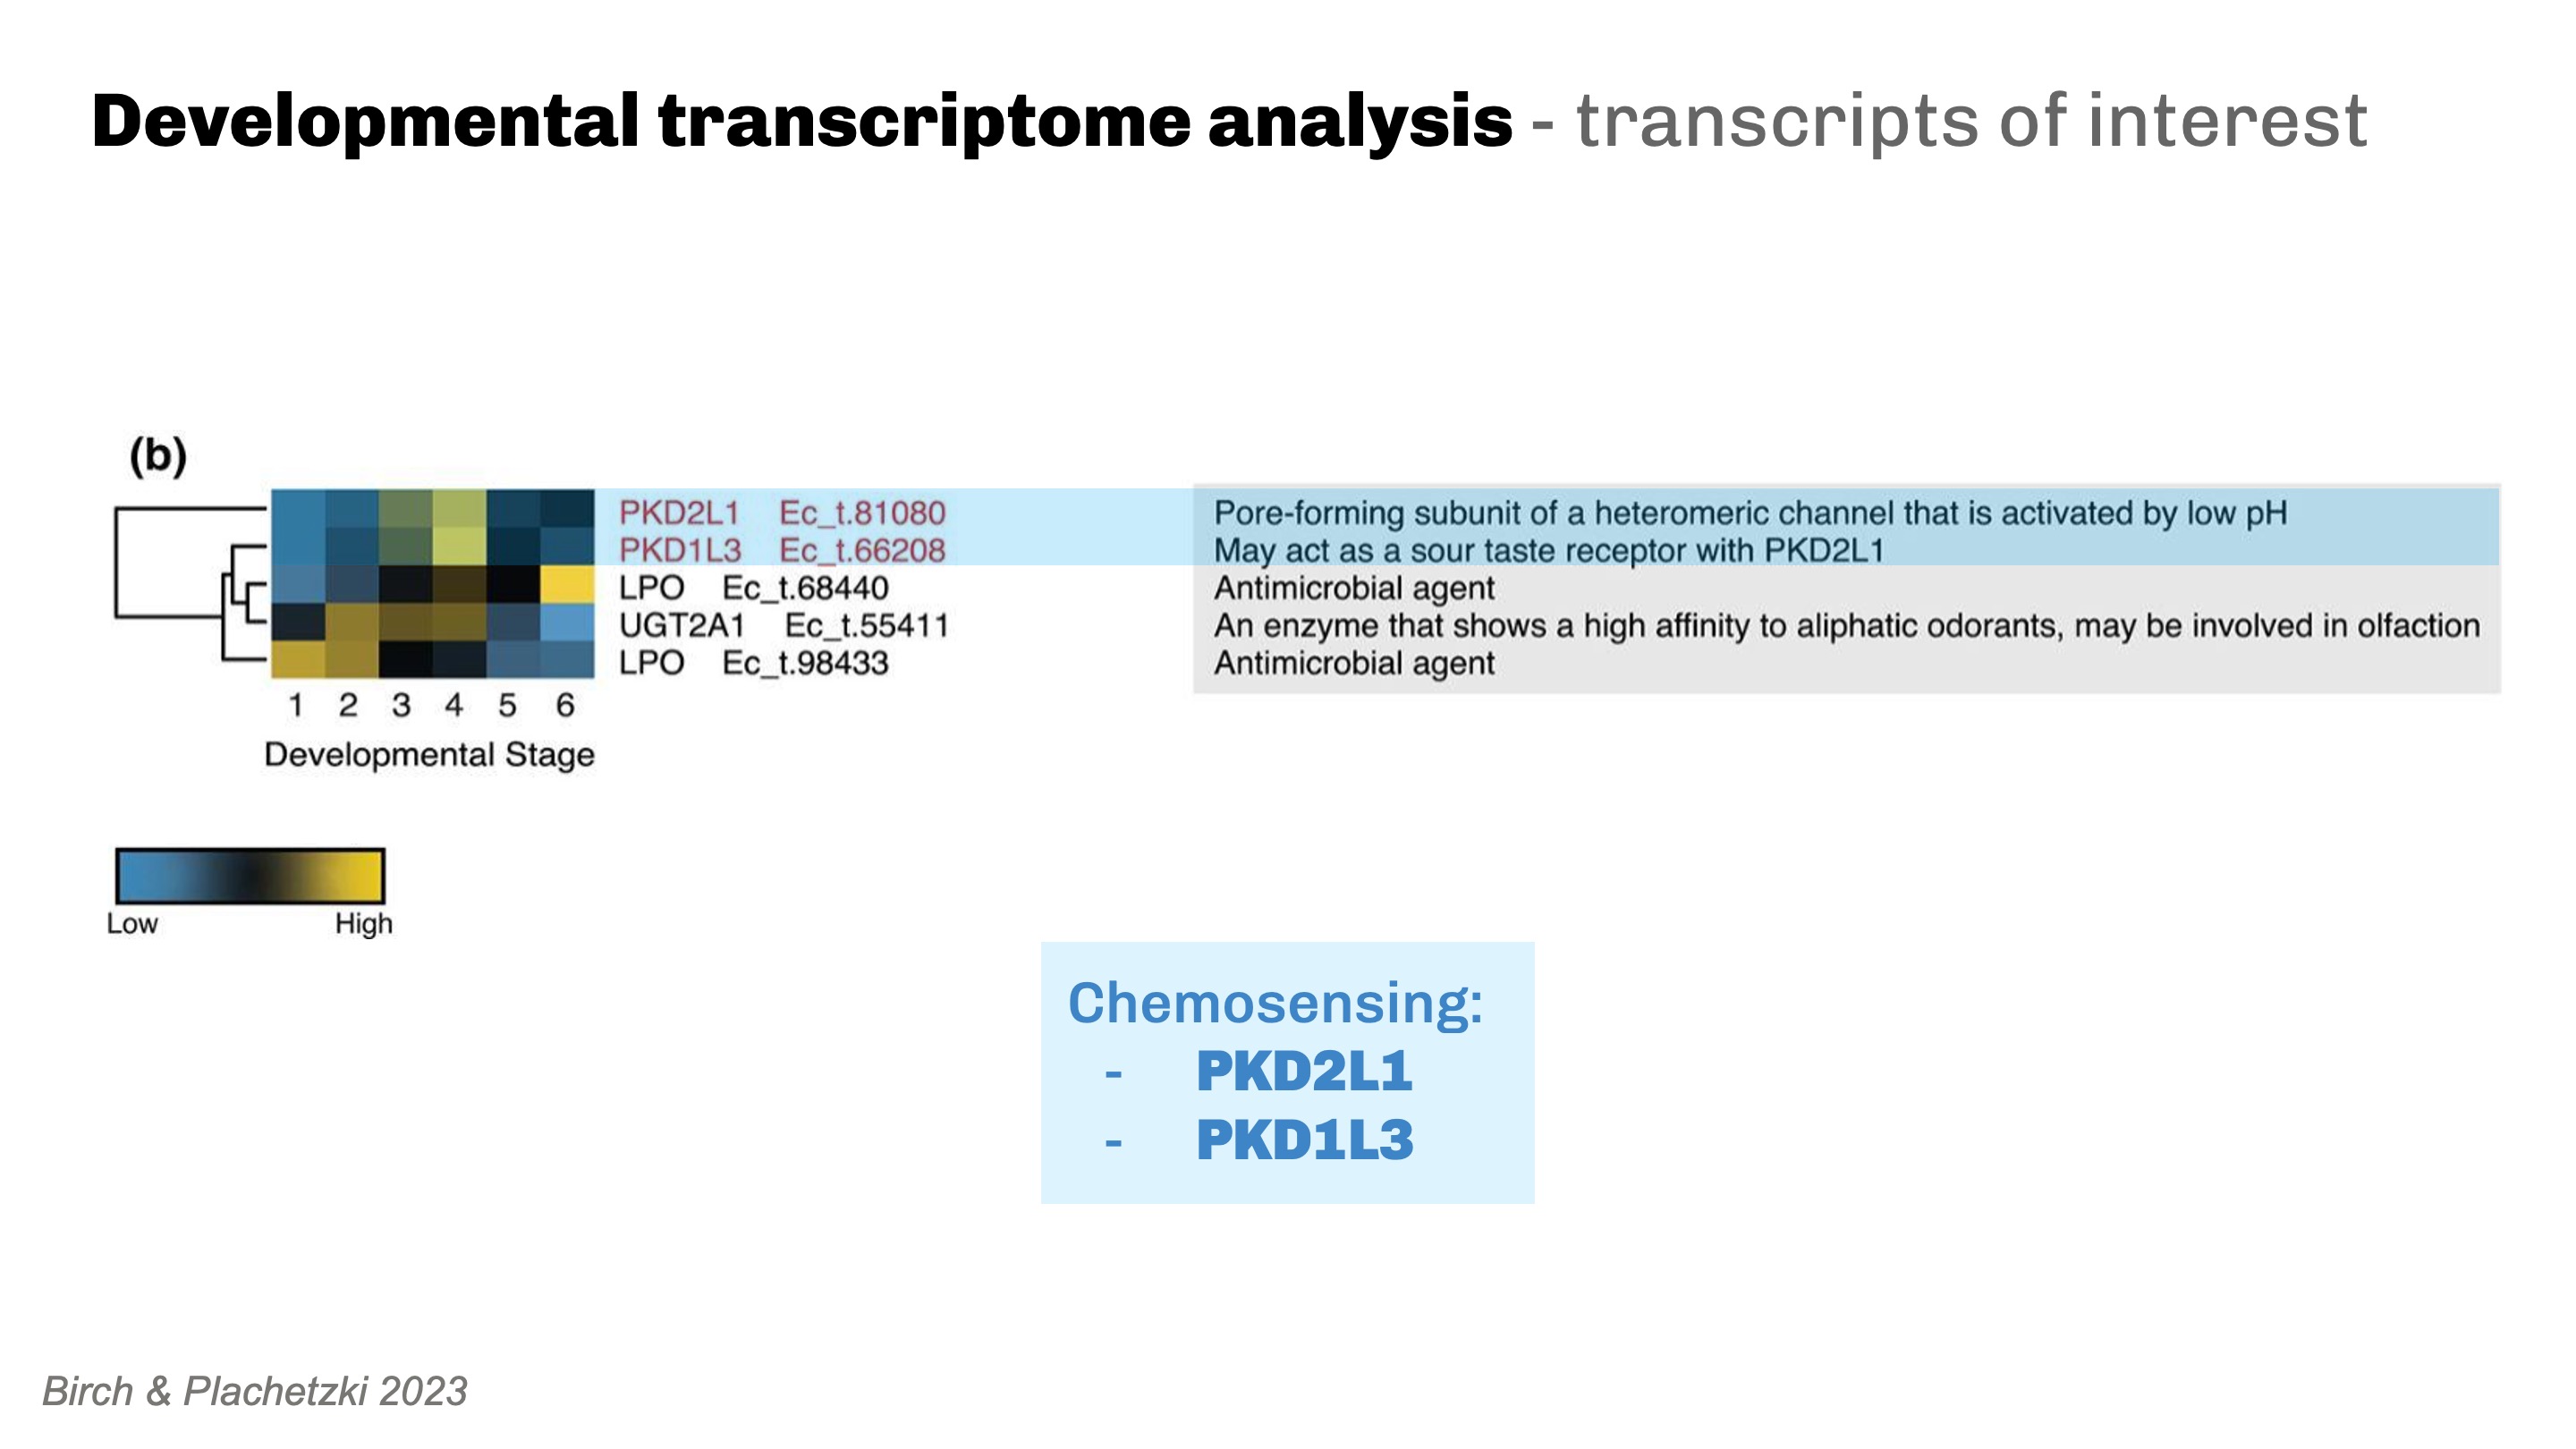 Developmental transcriptome analysis - transcripts of interest
(b)
PKD2L1 Ec_t.81080 Pore-forming subunit of a heteromeric channel that is activated by low pH
PKD1L3 Ec_t.66208 May act as a sour taste receptor with PKD2L1
LPO Ec_t.68440 Antimicrobial agent
UGT2A1 Ec_t.55411 An enzyme that shows a high affinity to aliphatic odorants, may be involved in olfaction
LPO Ec_t.98433 Antimicrobial agent
1 2 3 4 5 6
Developmental Stage
Low High
Chemosensing:
- PKD2L1
- PKD1L3
Birch & Plachetzki 2023